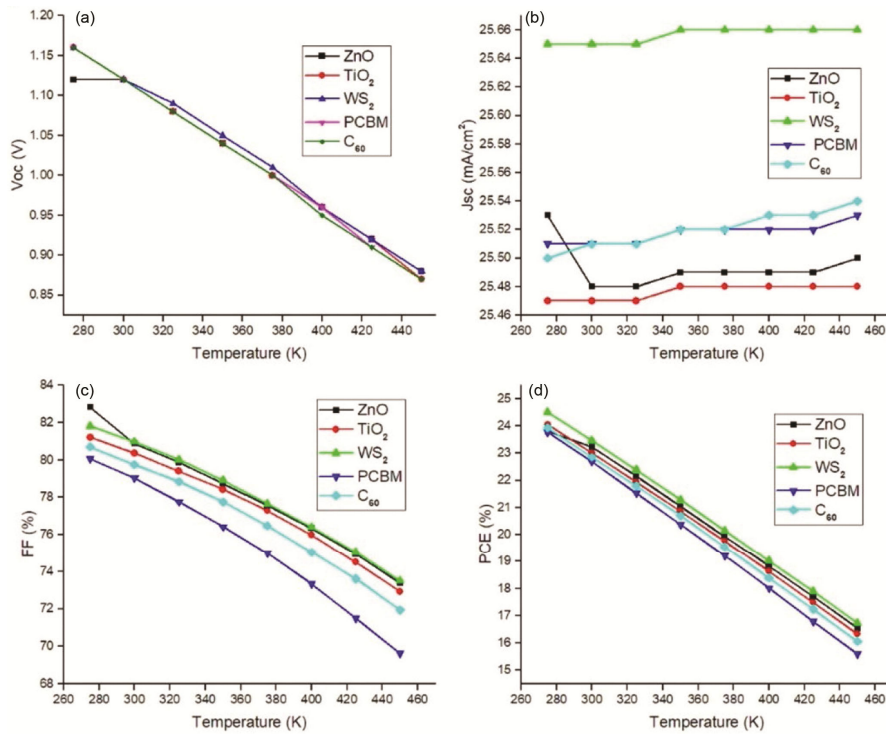 (a)
1.20
1.15
1.10
1.05
1.00
0.95
0.90
0.85
Voc (V)
ZnO
TiO₂
WS₂
PCBM
C₆₀
280 300 320 340 360 380 400 420 440
Temperature (K)
(b)
25.66
25.64
25.62
25.60
25.58
25.56
25.54
25.52
25.50
25.48
25.46
Jsc (mA/cm²)
ZnO
TiO₂
WS₂
PCBM
C₆₀
260 280 300 320 340 360 380 400 420 440 460
Temperature (K)
(c)
84
82
80
78
76
74
72
70
68
FF (%)
ZnO
TiO₂
WS₂
PCBM
C₆₀
260 280 300 320 340 360 380 400 420 440 460
Temperature (K)
(d)
25
24
23
22
21
20
19
18
17
16
15
PCE (%)
ZnO
TiO₂
WS₂
PCBM
C₆₀
260 280 300 320 340 360 380 400 420 440 460
Temperature (K)